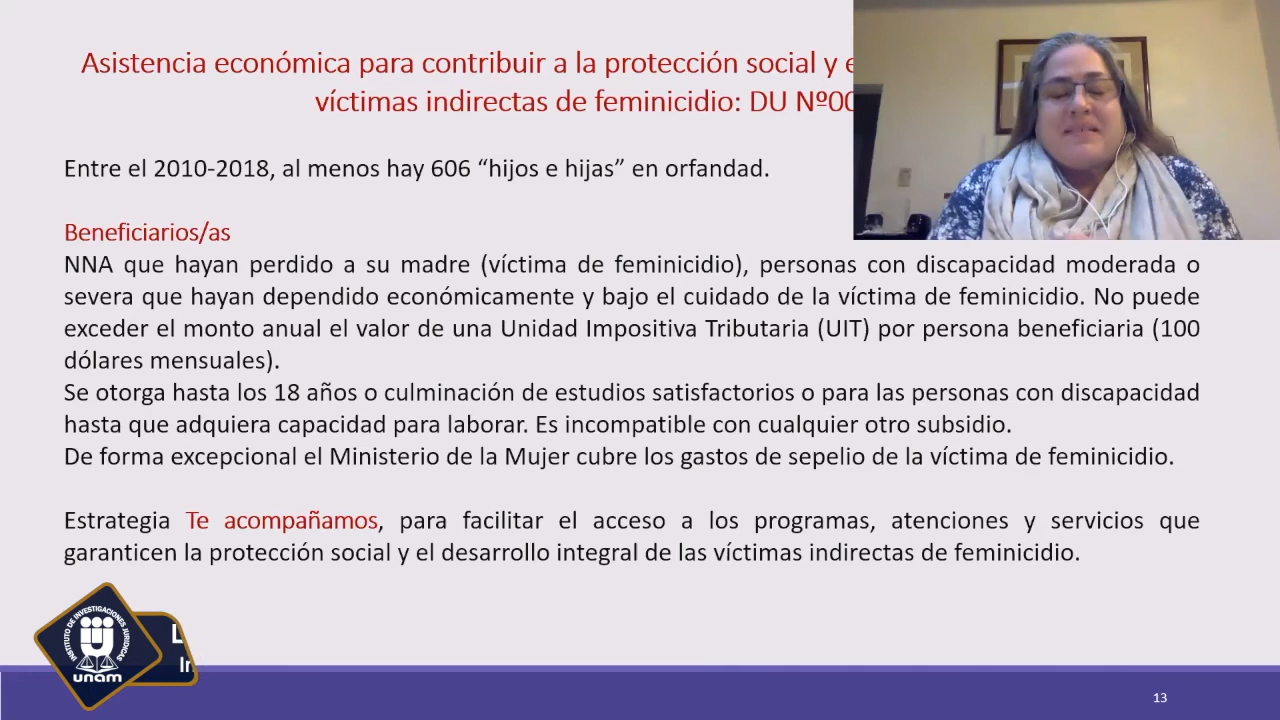 Asistencia económica para contribuir a la protección social y
víctimas indirectas de feminicidio: DU Nº00
Entre el 2010-2018, al menos hay 606 “hijos e hijas” en orfandad.
Beneficiarios/as
NNA que hayan perdido a su madre (víctima de feminicidio), personas con discapacidad moderada o
severa que hayan dependido económicamente y bajo el cuidado de la víctima de feminicidio. No puede
exceder el monto anual el valor de una Unidad Impositiva Tributaria (UIT) por persona beneficiaria (100
dólares mensuales).
Se otorga hasta los 18 años o culminación de estudios satisfactorios o para las personas con discapacidad
hasta que adquiera capacidad para laborar. Es incompatible con cualquier otro subsidio.
De forma excepcional el Ministerio de la Mujer cubre los gastos de sepelio de la víctima de feminicidio.
Estrategia Te acompañamos, para facilitar el acceso a los programas, atenciones y servicios que
garanticen la protección social y el desarrollo integral de las víctimas indirectas de feminicidio.
INSTITUTO DE INVESTIGACIONES JURIDICAS
unam
13